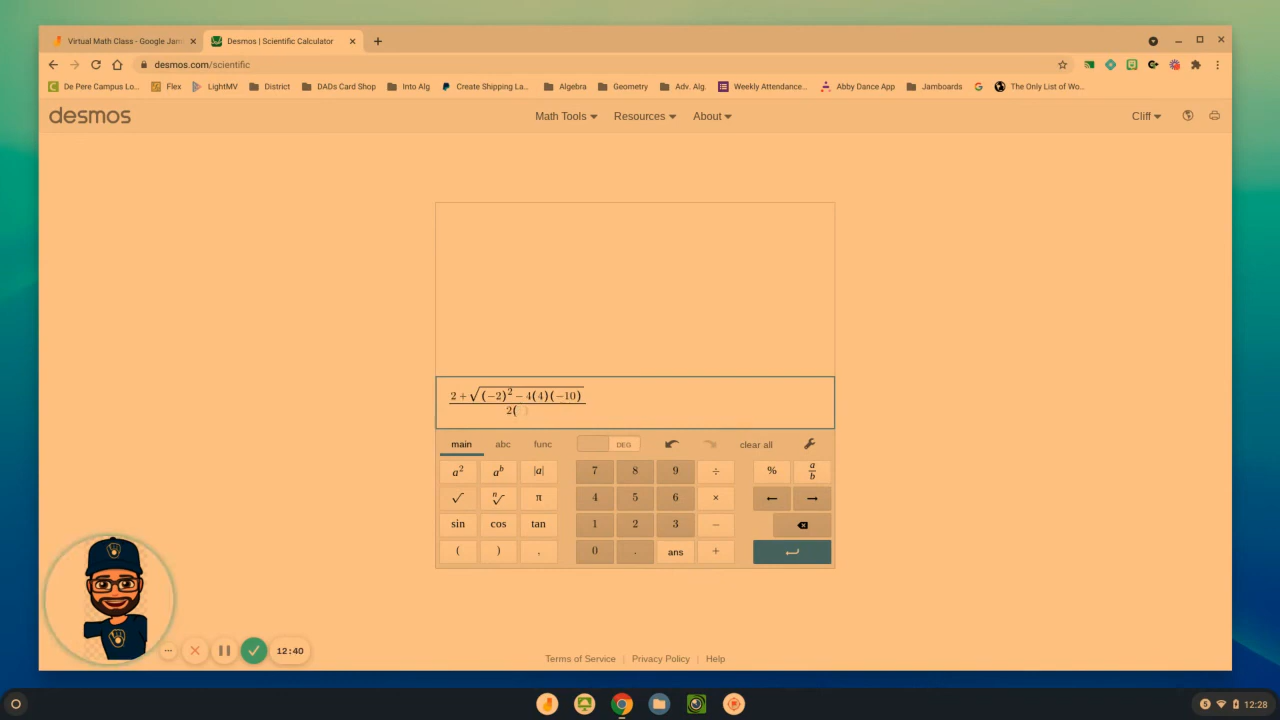 Virtual Math Class - Google Jam
Desmos | Scientific Calculator
desmos.com/scientific
De Pere Campus Lo...
Flex
LightMV
District
DADs Card Shop
Into Alg
Create Shipping La...
Algebra
Geometry
Adv. Alg.
Weekly Attendance...
Abby Dance App
Jamboards
The Only List of Wo...
desmos
Math Tools
Resources
About
Cliff
2 + √(−2)² − 4(4)(−10)
2(
main
abc
func
DEG
clear all
a² aᵇ |a| 7 8 9 ÷ % a/b
√ ⁿ√ π 4 5 6 × ← →
sin cos tan 1 2 3 −
( ) , 0 . ans +
12:40
Terms of Service | Privacy Policy | Help
5
12:28